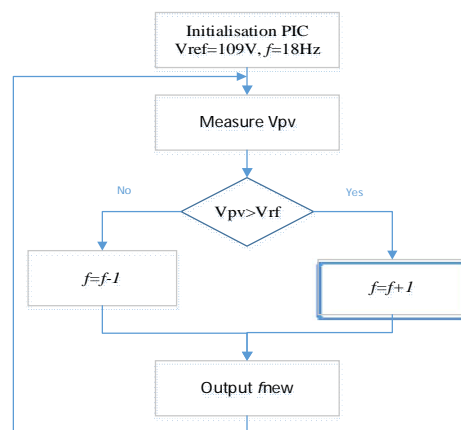 Initialisation PIC
Vref=109V, f=18Hz
Measure Vpv
No
Yes
Vpv>Vrf
f=f-1
f=f+1
Output fnew